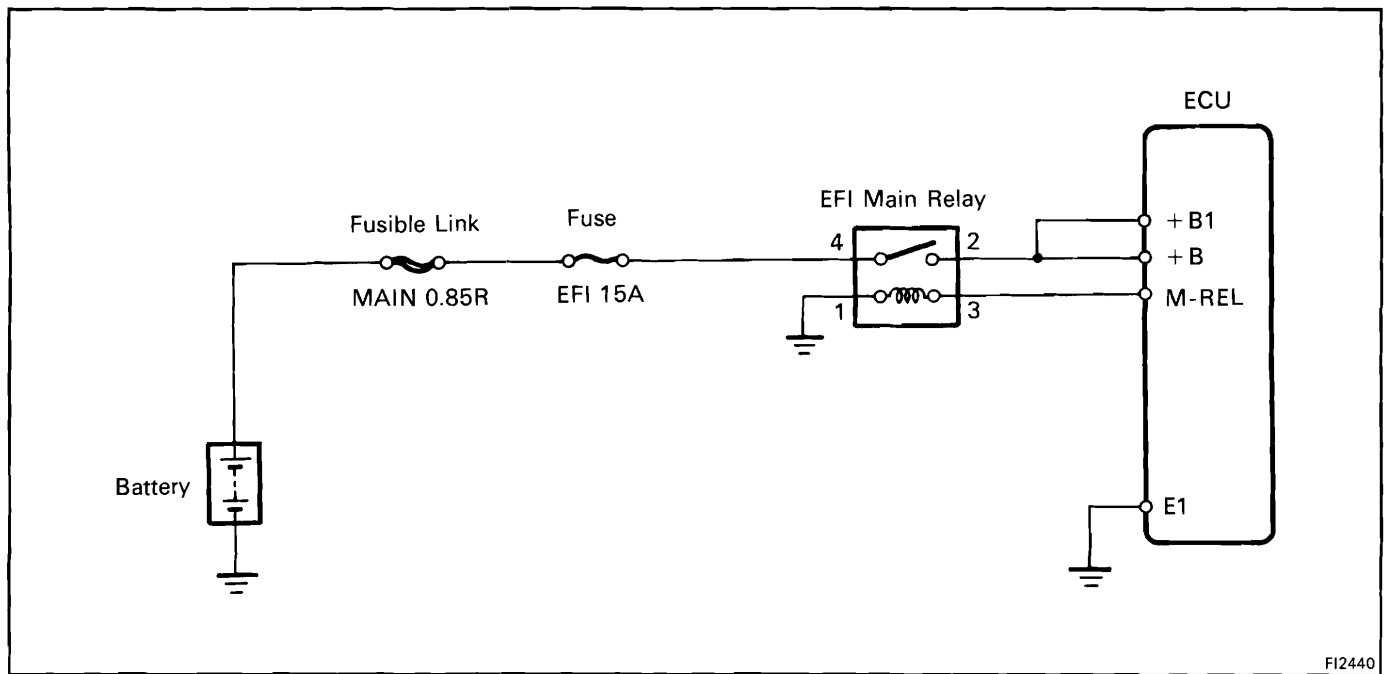 ECU
EFI Main Relay
Fusible Link
Fuse
4
2
+B1
+B
MAIN 0.85R
EFI 15A
1
3
M-REL
Battery
E1
FI2440